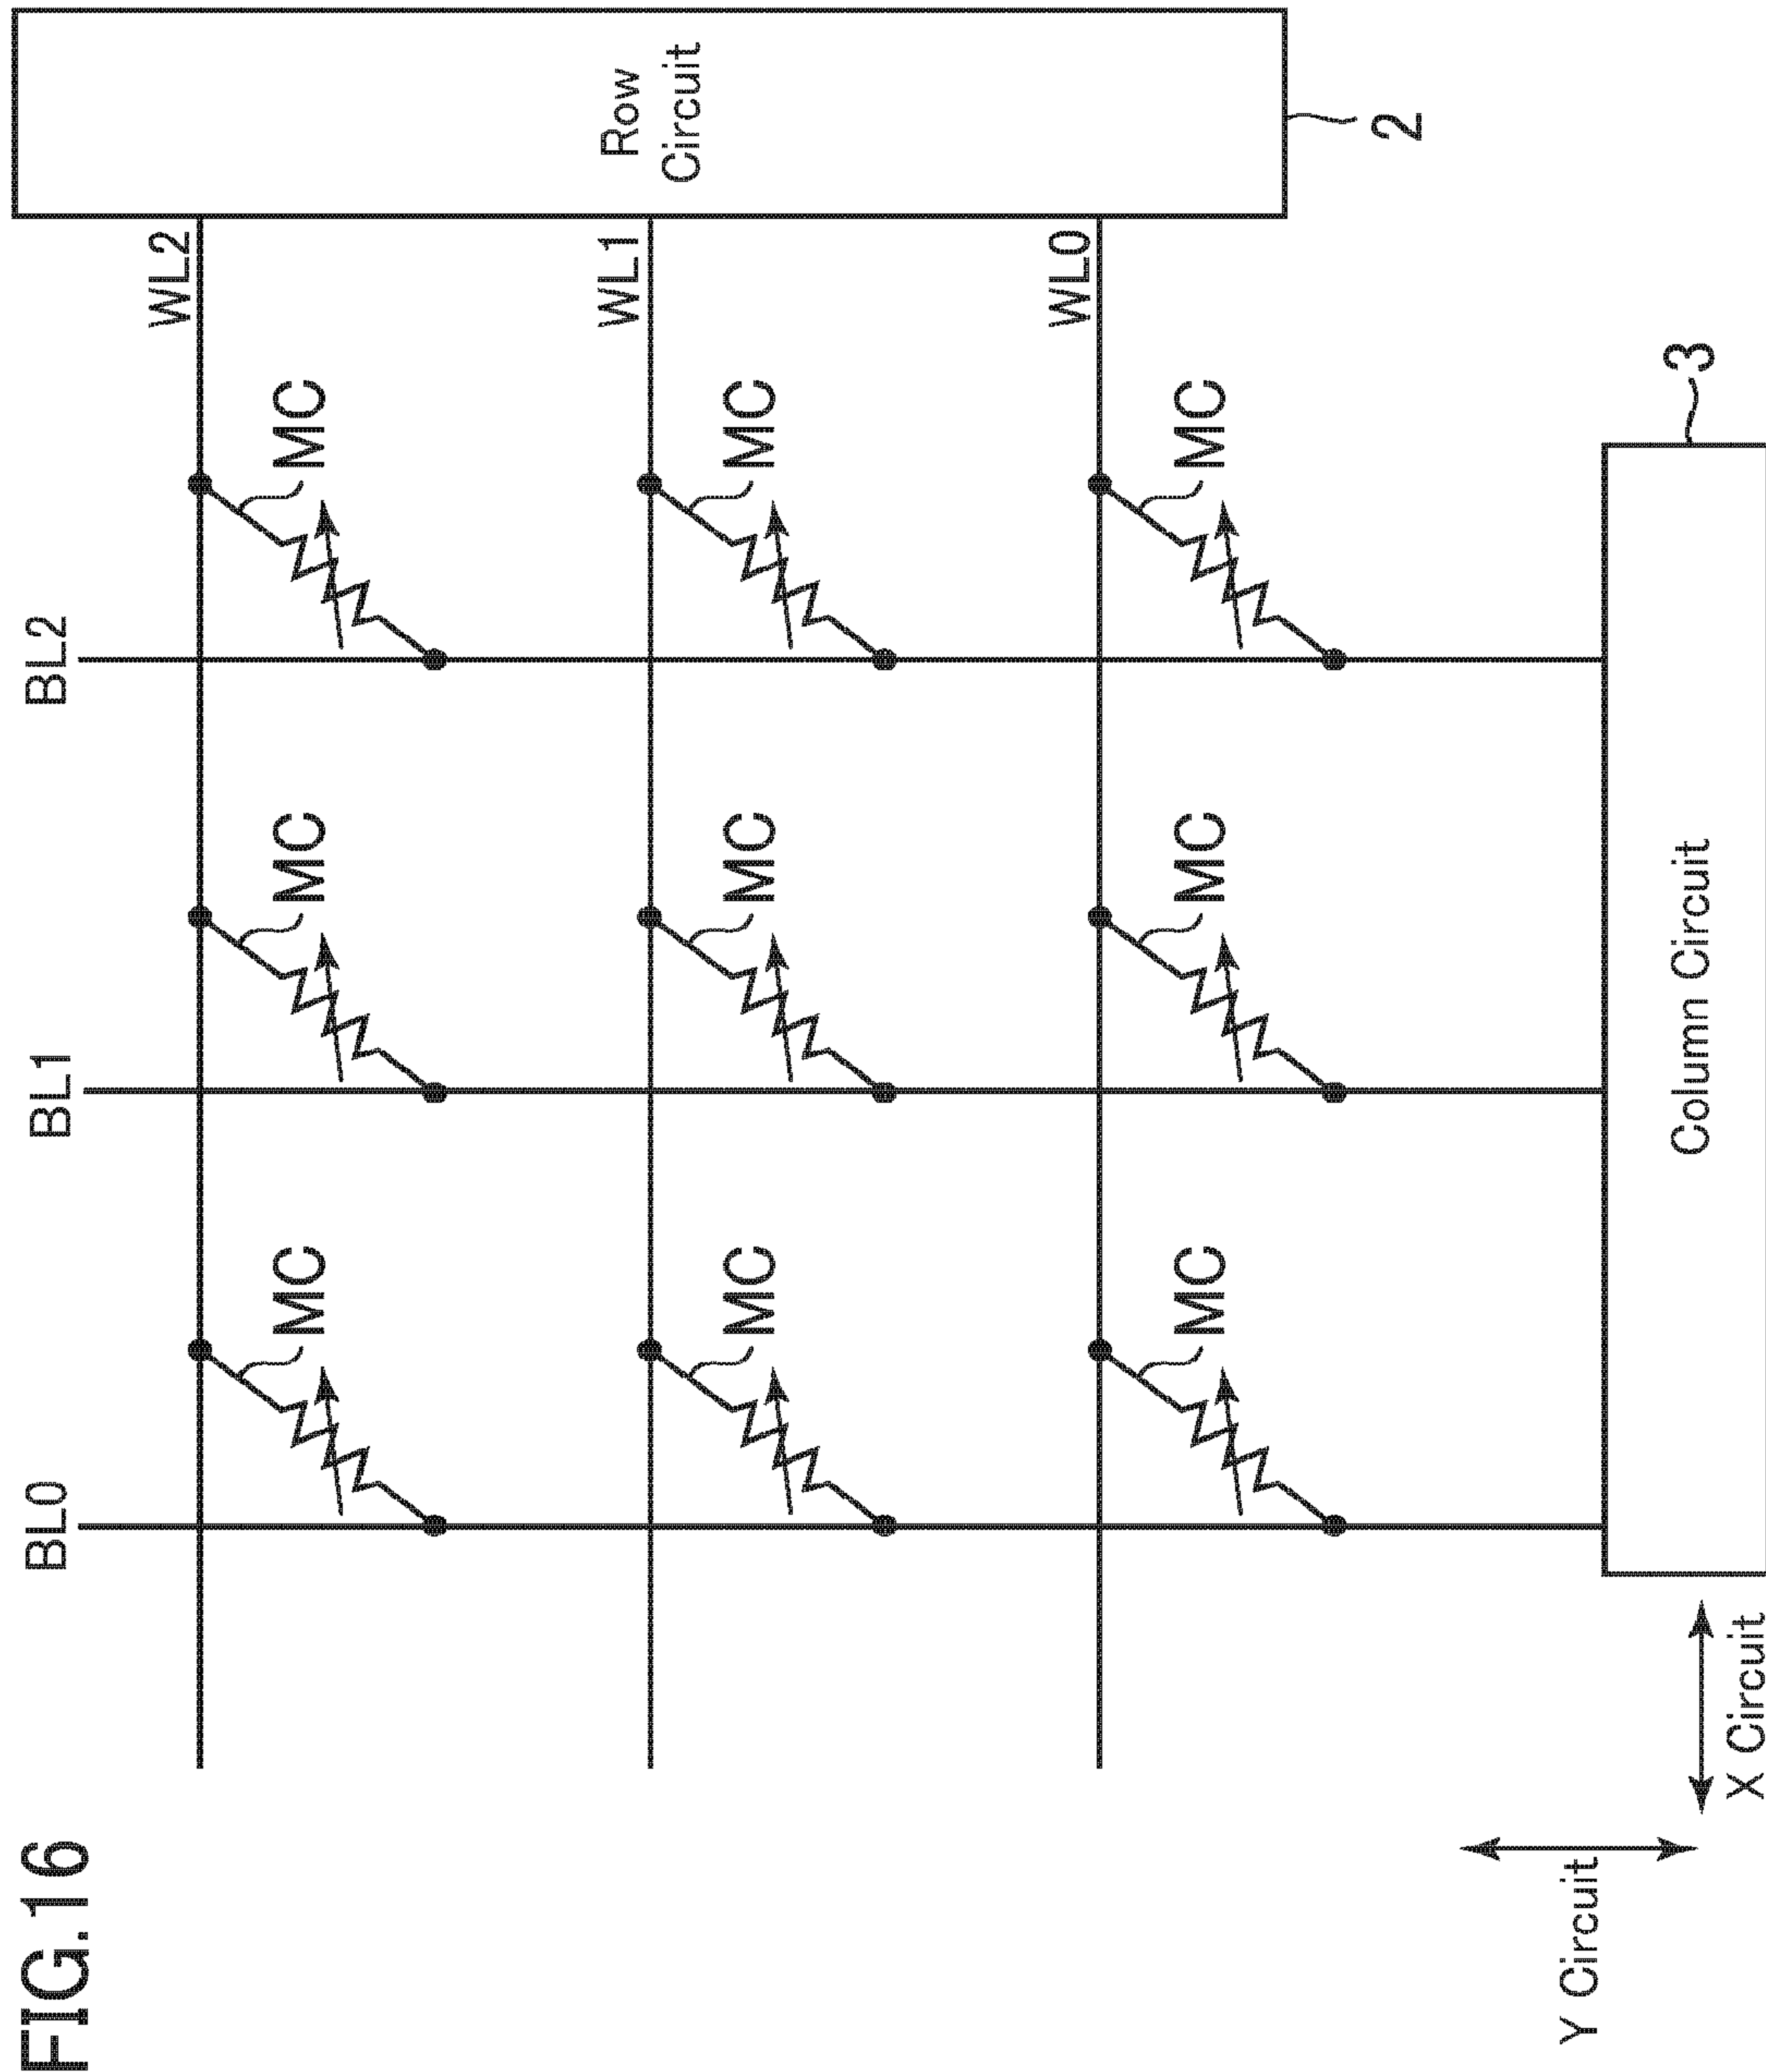 FIG.16
BL0
BL1
BL2
WL2
MC
MC
MC
WL1
Row
Circuit
MC
MC
MC
WL0
MC
MC
MC
2
Y Circuit
Column Circuit
3
X Circuit